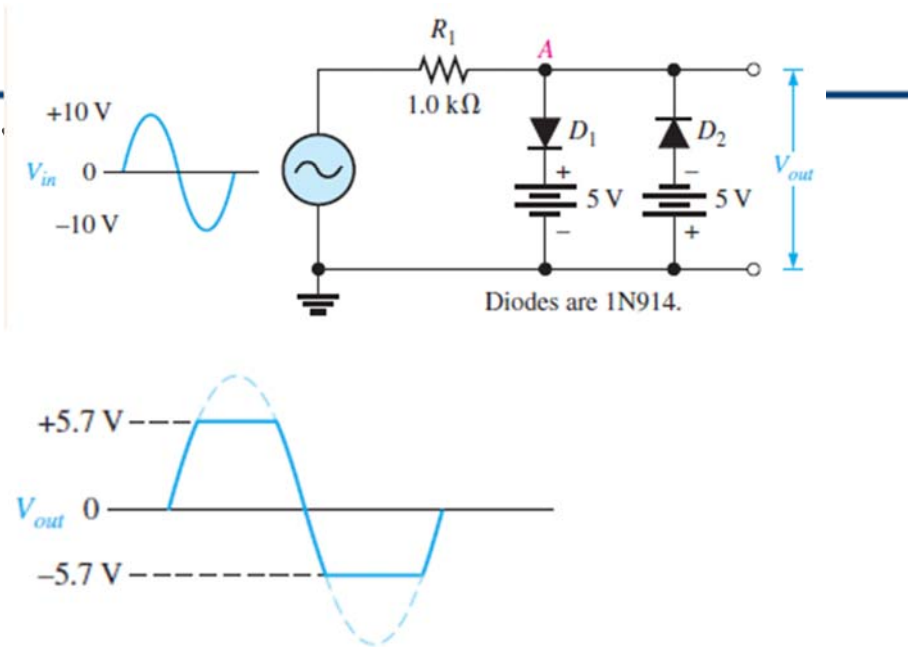 R1
A
+10 V
1.0 kΩ
D1
D2
Vin 0
+
−
Vout
5 V
5 V
−10 V
−
+
Diodes are 1N914.
+5.7 V
Vout 0
−5.7 V